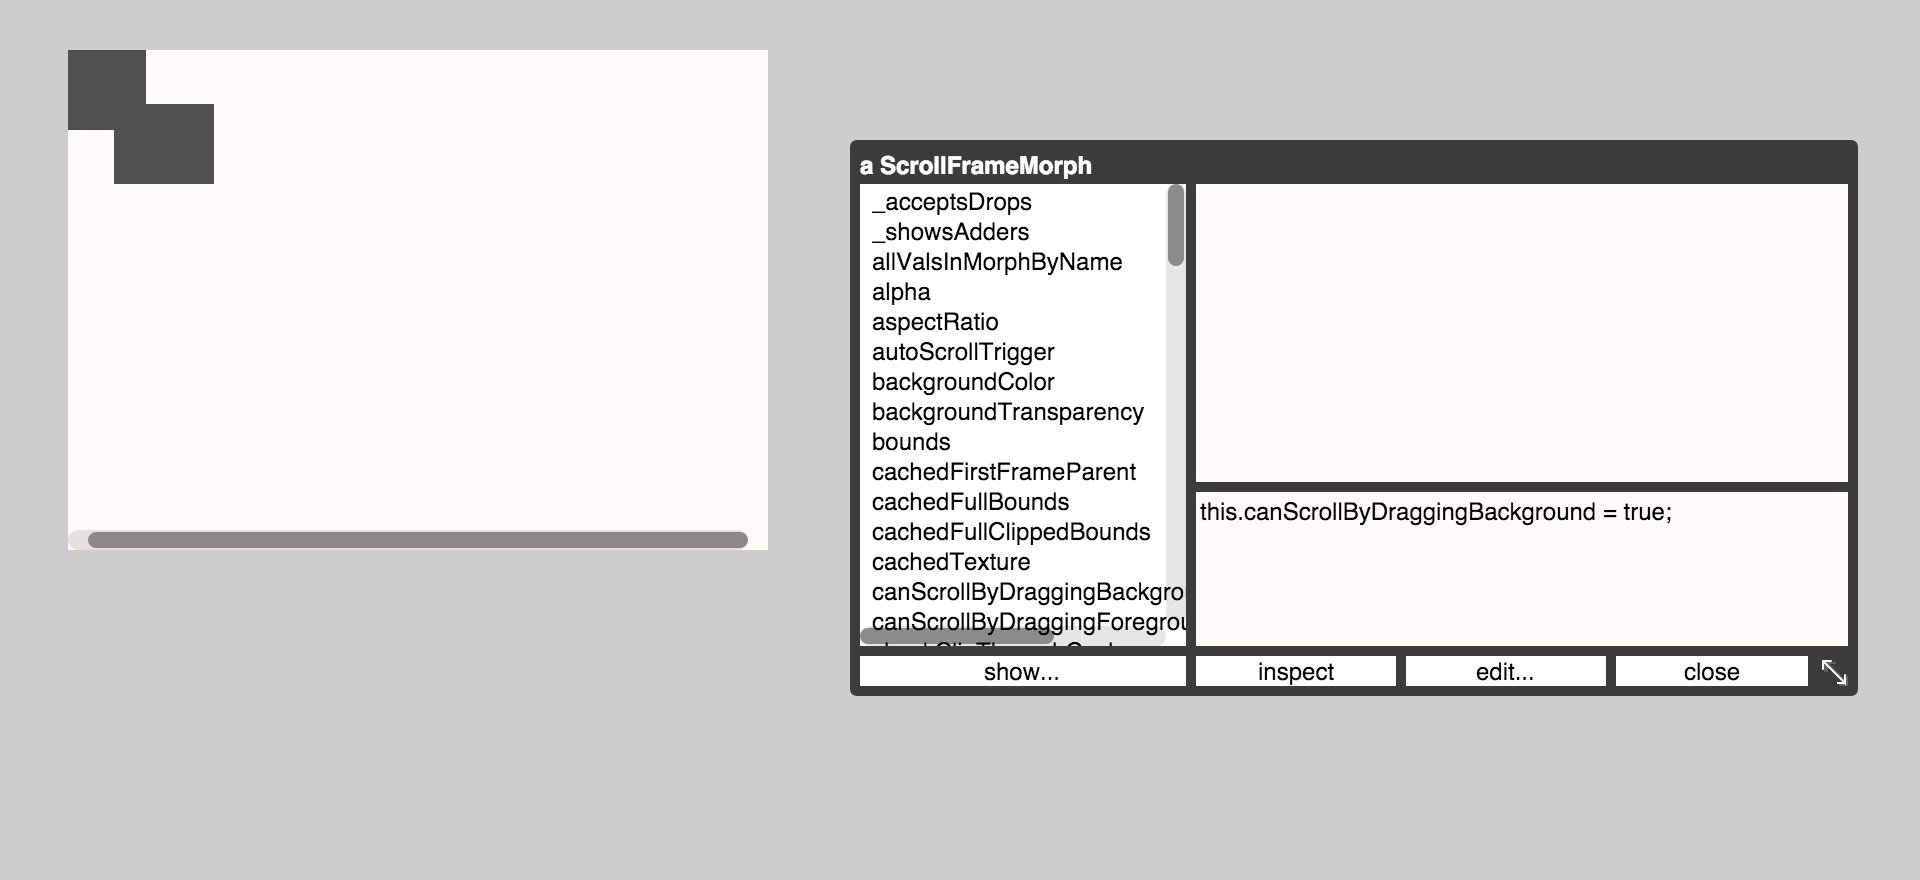 a ScrollFrameMorph
_acceptsDrops
_showsAdders
allValsInMorphByName
alpha
aspectRatio
autoScrollTrigger
backgroundColor
backgroundTransparency
bounds
cachedFirstFrameParent
cachedFullBounds
cachedFullClippedBounds
cachedTexture
canScrollByDraggingBackgro
canScrollByDraggingForegrou
this.canScrollByDraggingBackground = true;
show...
inspect
edit...
close